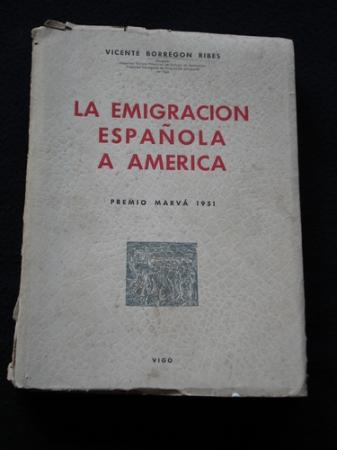 VICENTE BORREGON RIBES
LA EMIGRACION
ESPAÑOLA
A AMERICA
PREMIO MARVÁ 1951
VIGO